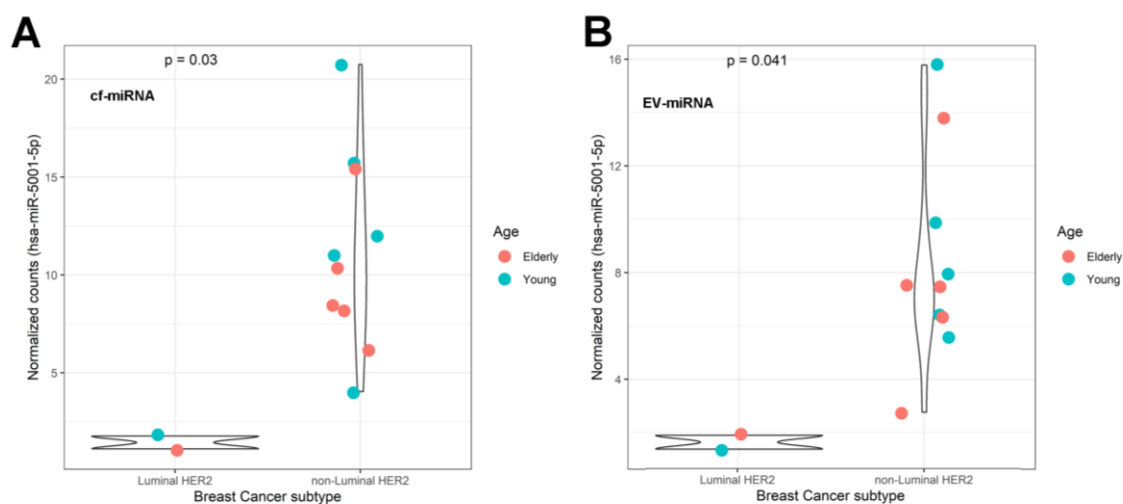 A
p = 0.03
cf-miRNA
Normalized counts (hsa-miR-5001-5p)
20
15
10
5
Luminal HER2
non-Luminal HER2
Breast Cancer subtype
Age
Elderly
Young
B
p = 0.041
EV-miRNA
Normalized counts (hsa-miR-5001-5p)
16
12
8
4
Luminal HER2
non-Luminal HER2
Breast Cancer subtype
Age
Elderly
Young